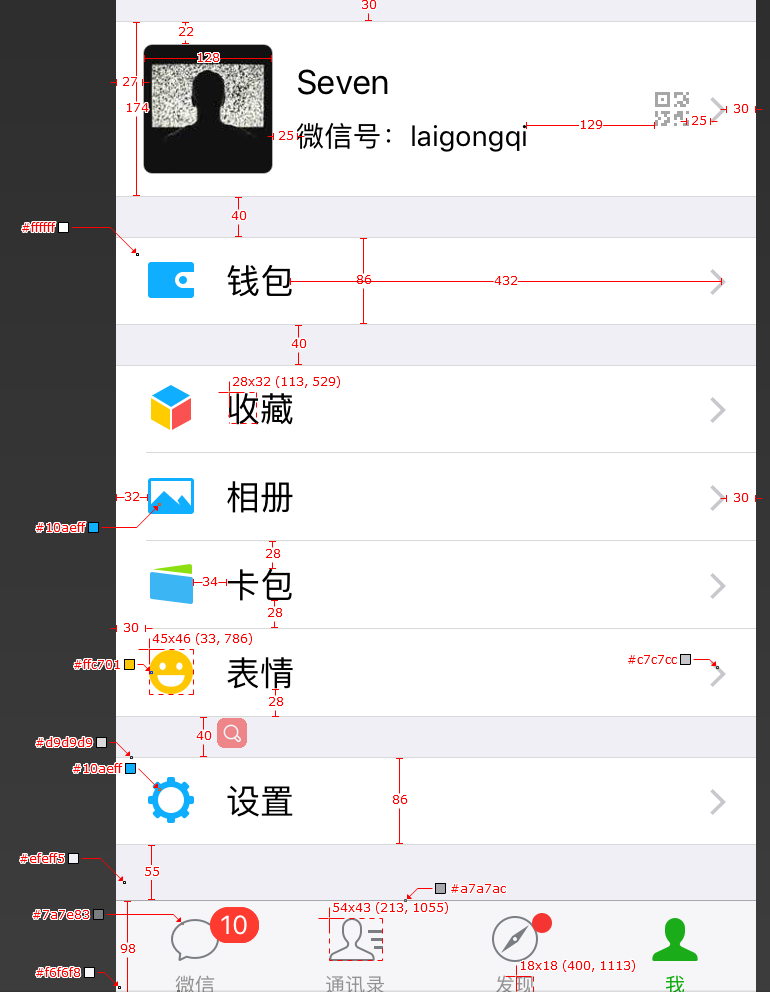 30
22
128
27
Seven
174
30
25
129
25
微信号：laigongqi
40
#ffffff
钱包
86
432
40
28x32 (113, 529)
收藏
32
相册
30
#10aeff
28
34
卡包
28
30
45x46 (33, 786)
#ffc701
#c7c7cc
表情
28
40
#d9d9d9
#10aeff
设置
86
#efeff5
55
#a7a7ac
54x43 (213, 1055)
#7a7e83
10
98
18x18 (400, 1113)
#f6f6f8
微信
通讯录
发现
我